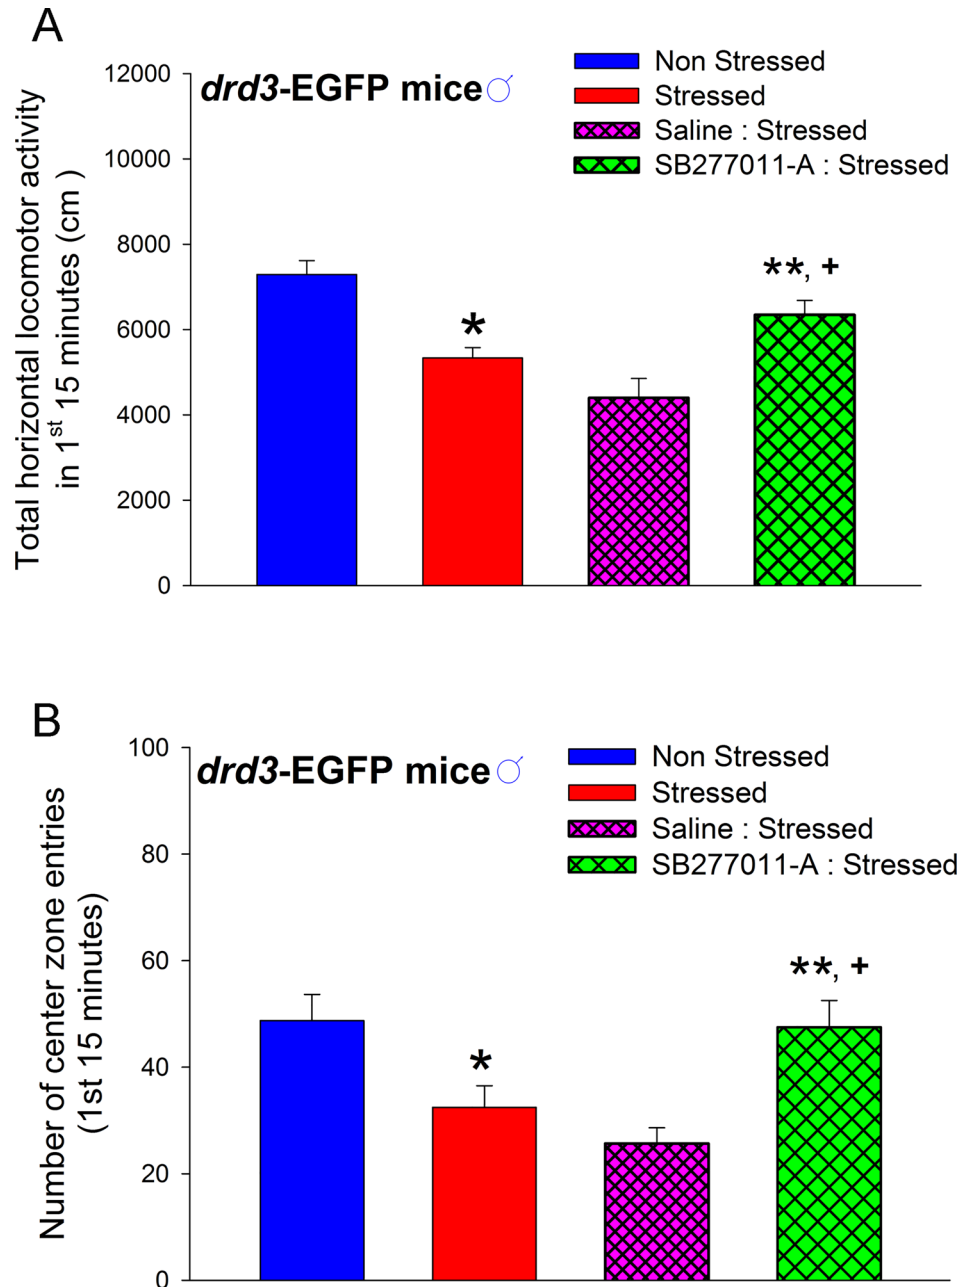 A
drd3-EGFP mice♂
Non Stressed
Stressed
Saline : Stressed
SB277011-A : Stressed
Total horizontal locomotor activity
in 1st 15 minutes (cm )
12000
10000
8000
6000
4000
2000
0
*
**, +
B
drd3-EGFP mice♂
Non Stressed
Stressed
Saline : Stressed
SB277011-A : Stressed
Number of center zone entries
(1st 15 minutes)
100
80
60
40
20
0
*
**, +